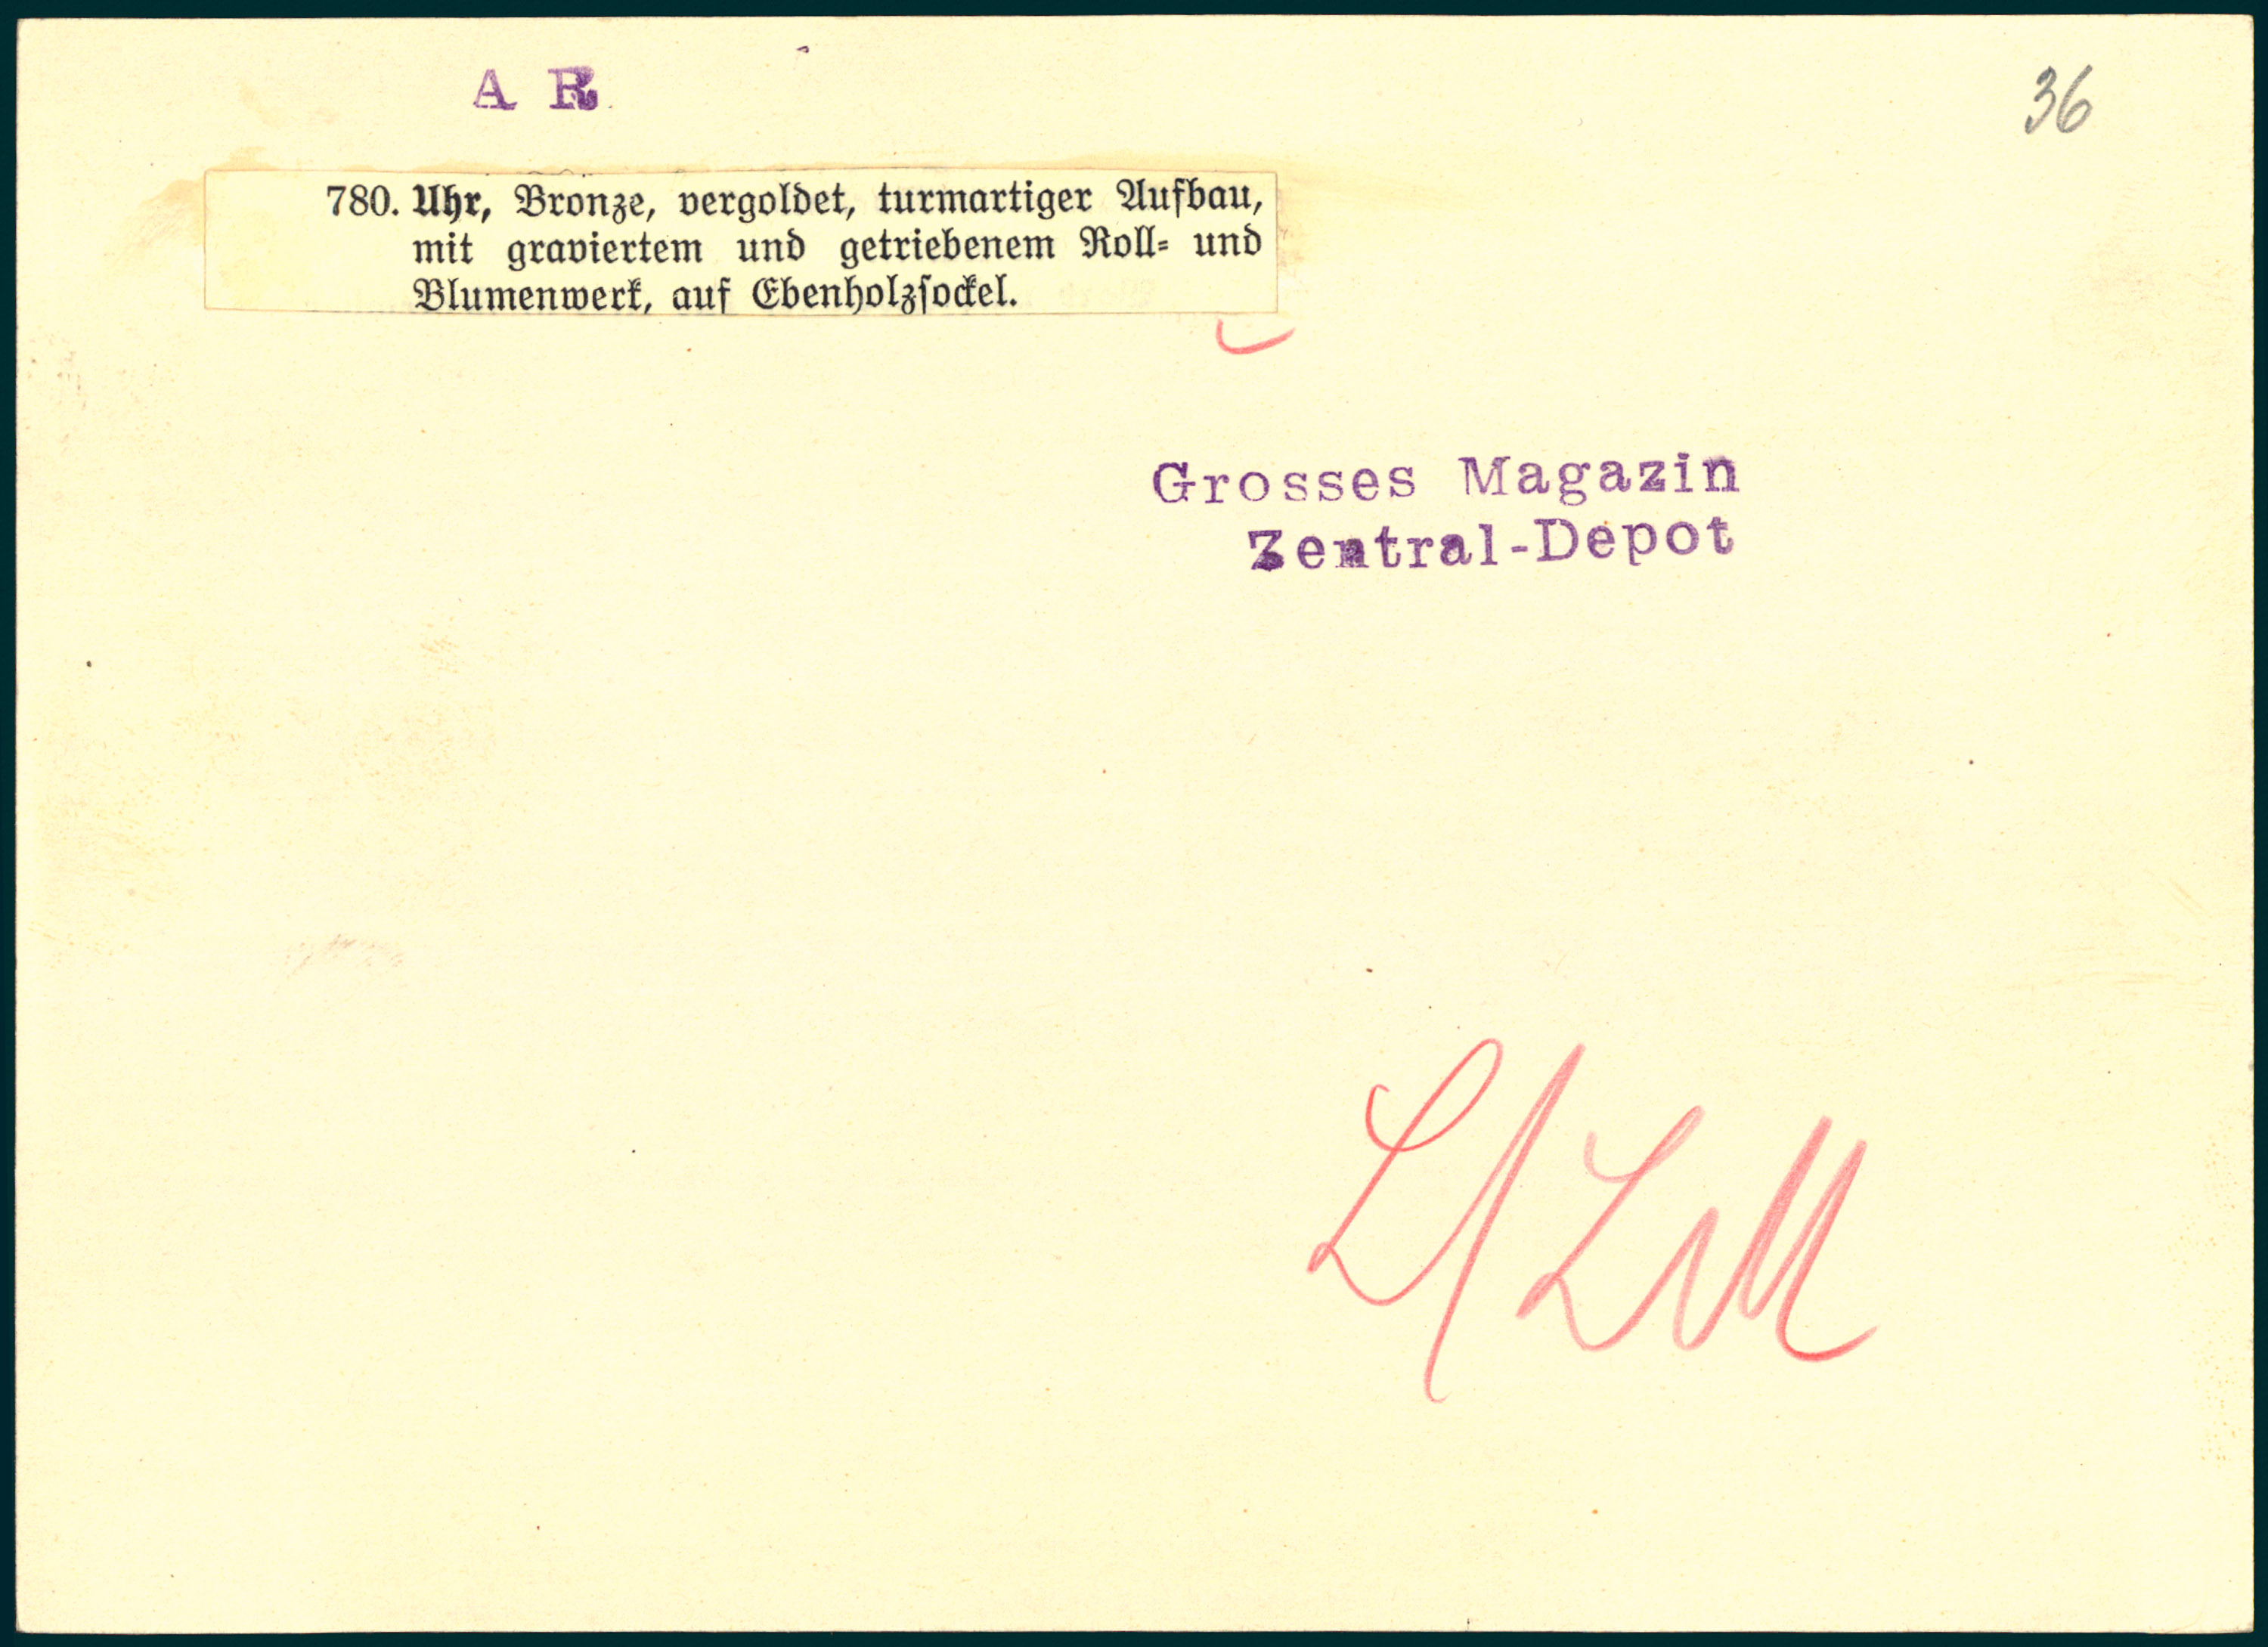 A R
36
780. Uhr, Bronze, vergoldet, turmartiger Aufbau,
mit graviertem und getriebenem Roll- und
Blumenwerk, auf Ebenholzsockel.
Grosses Magazin
Zentral-Depot